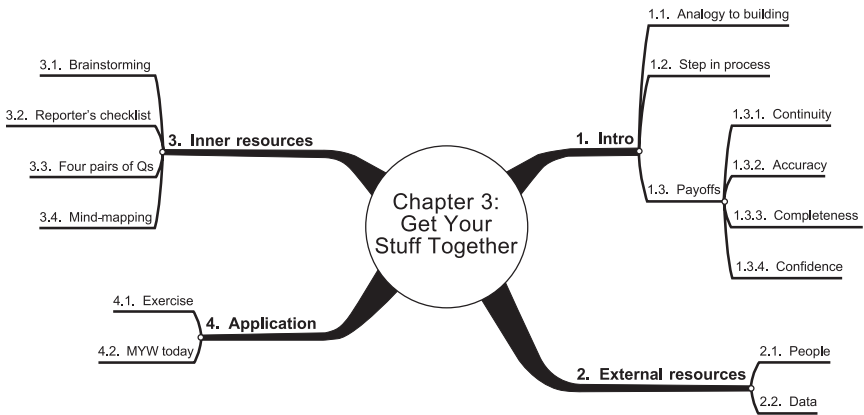 Chapter 3:
Get Your
Stuff Together
1. Intro
1.1. Analogy to building
1.2. Step in process
1.3. Payoffs
1.3.1. Continuity
1.3.2. Accuracy
1.3.3. Completeness
1.3.4. Confidence
2. External resources
2.1. People
2.2. Data
3. Inner resources
3.1. Brainstorming
3.2. Reporter's checklist
3.3. Four pairs of Qs
3.4. Mind-mapping
4. Application
4.1. Exercise
4.2. MYW today